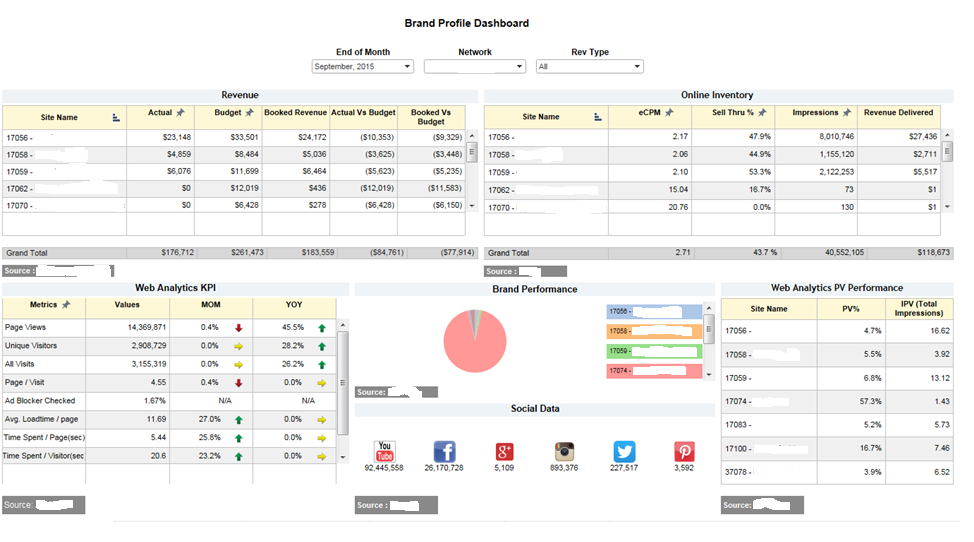 Brand Profile Dashboard
End of Month Network Rev Type
September, 2015 All
Revenue
Site Name Actual Budget Booked Revenue Actual Vs Budget Booked Vs Budget
17056 - $23,148 $33,501 $24,172 ($10,353) ($9,329)
17058 - $4,859 $8,484 $5,036 ($3,625) ($3,448)
17059 - $6,076 $11,699 $6,464 ($5,623) ($5,235)
17062 - $0 $12,019 $436 ($12,019) ($11,583)
17070 - $0 $6,428 $278 ($6,428) ($6,150)
Grand Total $176,712 $261,473 $183,559 ($84,761) ($77,914)
Source :
Online Inventory
Site Name eCPM Sell Thru % Impressions Revenue Delivered
17056 - 2.17 47.9% 8,010,746 $27,436
17058 - 2.06 44.9% 1,155,120 $2,711
17059 - 2.10 53.3% 2,122,253 $5,517
17062 - 15.04 16.7% 73 $1
17070 - 20.76 0.0% 130 $1
Grand Total 2.71 43.7 % 40,552,105 $118,673
Source :
Web Analytics KPI
Metrics Values MOM YOY
Page Views 14,369,871 0.4% 45.5%
Unique Visitors 2,908,729 0.0% 28.2%
All Visits 3,155,319 0.0% 26.2%
Page / Visit 4.55 0.4% 0.0%
Ad Blocker Checked 1.67% N/A N/A
Avg. Loadtime / page 11.69 27.0% 0.0%
Time Spent / Page(sec) 5.44 25.8% 0.0%
Time Spent / Visitor(sec 20.6 23.2% 0.0%
Source:
Brand Performance
17056 -
17058 -
17059 -
17074 -
Source:
Social Data
You Tube
92,445,558 26,170,728 5,109 893,376 227,517 3,592
Source :
Web Analytics PV Performance
Site Name PV% IPV (Total Impressions)
17056 - 4.7% 16.62
17058 - 5.5% 3.92
17059 - 6.8% 13.12
17074 - 57.3% 1.43
17083 - 5.2% 5.73
17100 - 16.7% 7.46
37078 - 3.9% 6.52
Source: